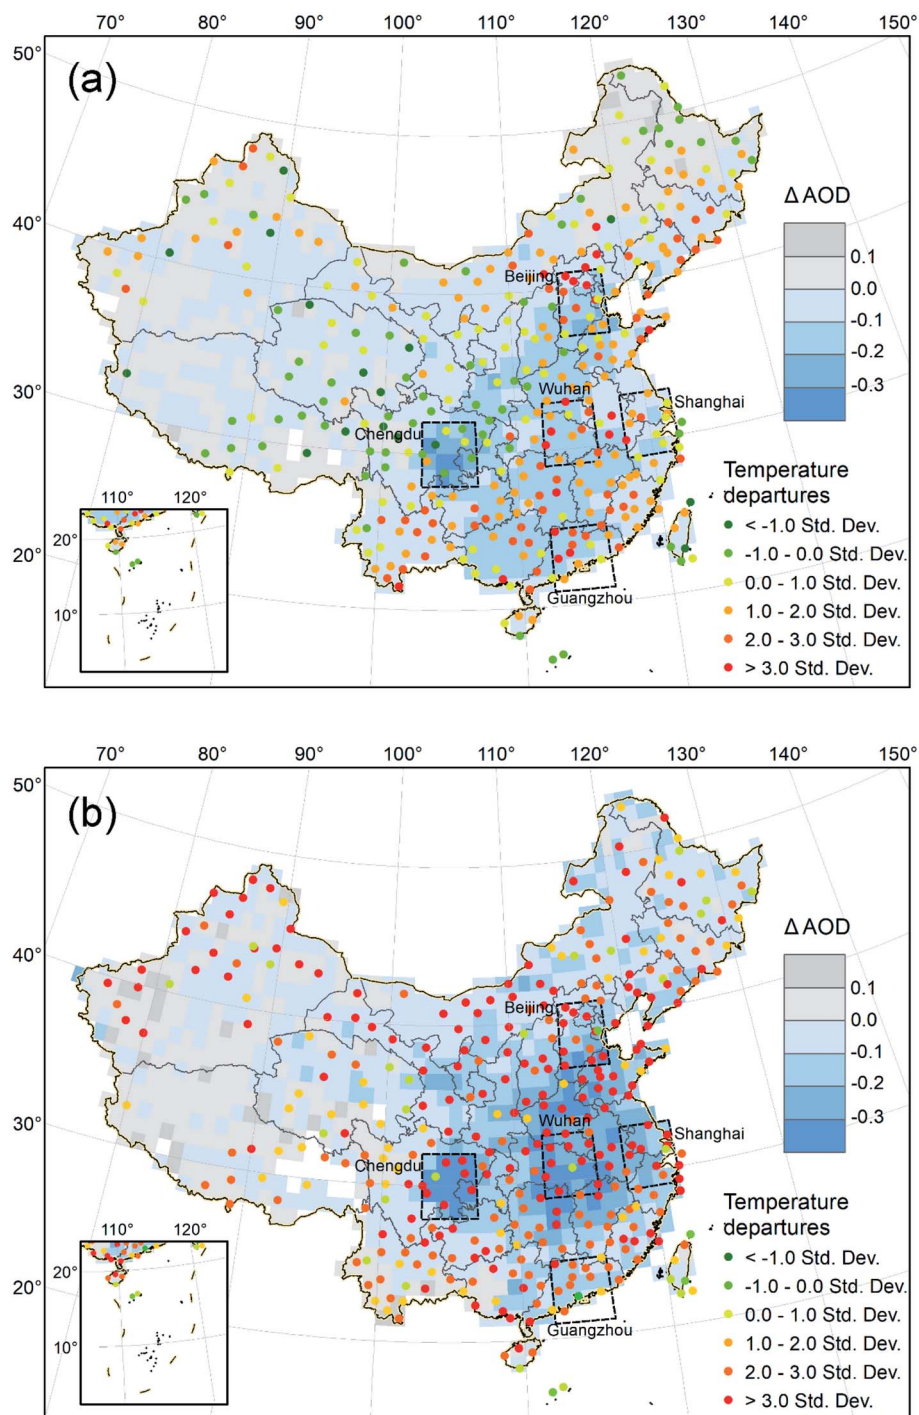 70° 80° 90° 100° 110° 120° 130° 140° 150°
50°
(a)
Δ AOD
40°
0.1
0.0
Beijing
-0.1
-0.2
Wuhan
-0.3
30°
Shanghai
Chengdu
Temperature
departures
110° 120°
< -1.0 Std. Dev.
20°
-1.0 - 0.0 Std. Dev.
20°
0.0 - 1.0 Std. Dev.
Guangzhou
1.0 - 2.0 Std. Dev.
10°
2.0 - 3.0 Std. Dev.
> 3.0 Std. Dev.
70° 80° 90° 100° 110° 120° 130° 140° 150°
50°
(b)
Δ AOD
40°
0.1
Beijing
0.0
-0.1
-0.2
Wuhan
-0.3
30°
Shanghai
Chengdu
Temperature
departures
110° 120°
< -1.0 Std. Dev.
20°
-1.0 - 0.0 Std. Dev.
20°
0.0 - 1.0 Std. Dev.
Guangzhou
1.0 - 2.0 Std. Dev.
10°
2.0 - 3.0 Std. Dev.
> 3.0 Std. Dev.